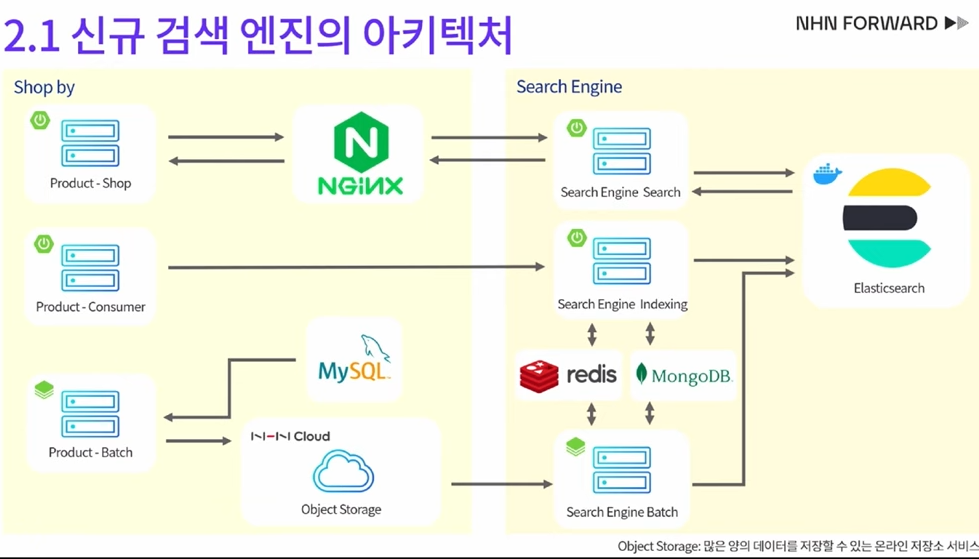 2.1 신규 검색 엔진의 아키텍처
NHN FORWARD
Shop by
Search Engine
Product - Shop
NGINX
Search Engine Search
Product - Consumer
Search Engine Indexing
Elasticsearch
MySQL
redis
MongoDB
Product - Batch
NHN Cloud
Object Storage
Search Engine Batch
Object Storage: 많은 양의 데이터를 저장할 수 있는 온라인 저장소 서비스